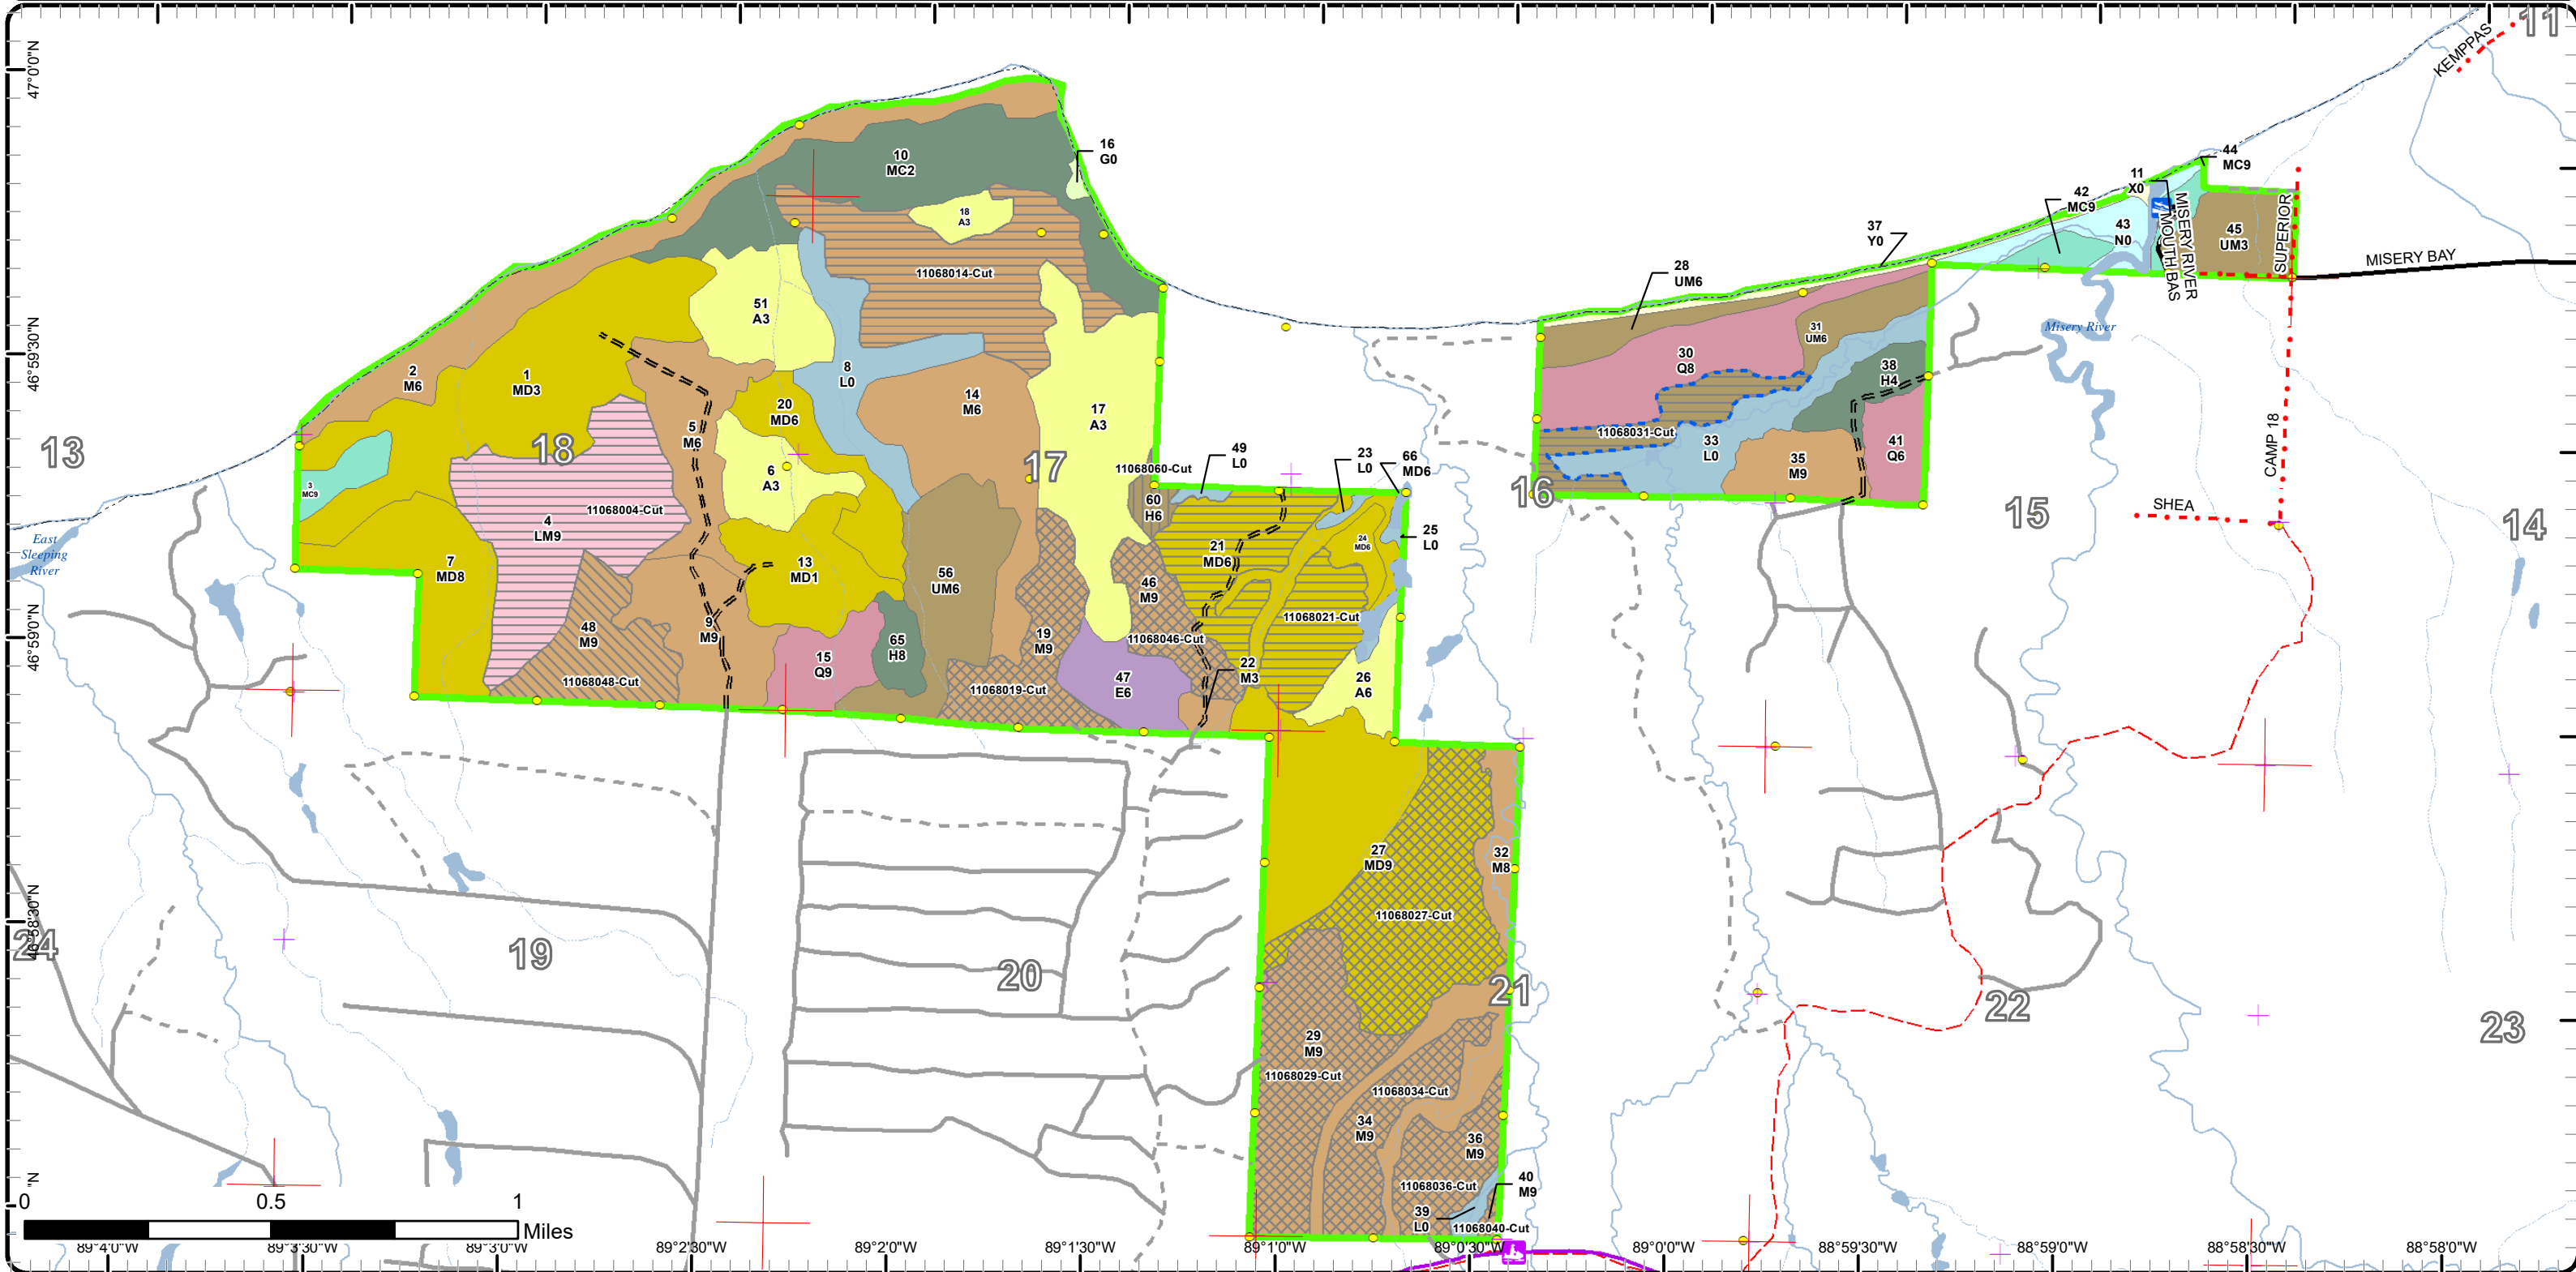 11
KEMPPAS
47°0'0"N
10
MC2
16
G0
44
MC9
11
X0
42
MC9
18
A3
43
N0
45
UM3
SUPERIOR
MISERY RIVER
MOUTH BAS
37
Y0
MISERY BAY
11068014-Cut
28
UM6
51
A3
31
UM6
Misery River
46°59'30"N
30
Q8
38
H4
8
L0
2
M6
1
MD3
14
M6
20
MD6
17
A3
5
M6
11068031-Cut
33
L0
41
Q6
35
M9
CAMP 18
13
18
17
6
A3
11068060-Cut
49
L0
23
L0
66
MD6
3
MC9
16
SHEA
15
14
60
H6
11068004-Cut
4
LM9
25
L0
24
MD6
21
MD6
East
Sleeping
River
7
MD8
13
MD1
56
UM6
46
M9
11068021-Cut
46°59'0"N
48
M9
9
M9
65
H8
19
M9
11068046-Cut
15
Q9
22
M3
47
E6
26
A6
11068048-Cut
11068019-Cut
27
MD9
32
M8
11068027-Cut
46°58'30"N
24
19
20
21
22
23
29
M9
11068029-Cut
11068034-Cut
34
M9
36
M9
11068036-Cut
40
M9
39
L0
11068040-Cut
"N
0
0.5
1
Miles
89°4'0"W
89°3'30"W
89°3'0"W
89°2'30"W
89°2'0"W
89°1'30"W
89°1'0"W
89°0'30"W
89°0'0"W
88°59'30"W
88°59'0"W
88°58'30"W
88°58'0"W